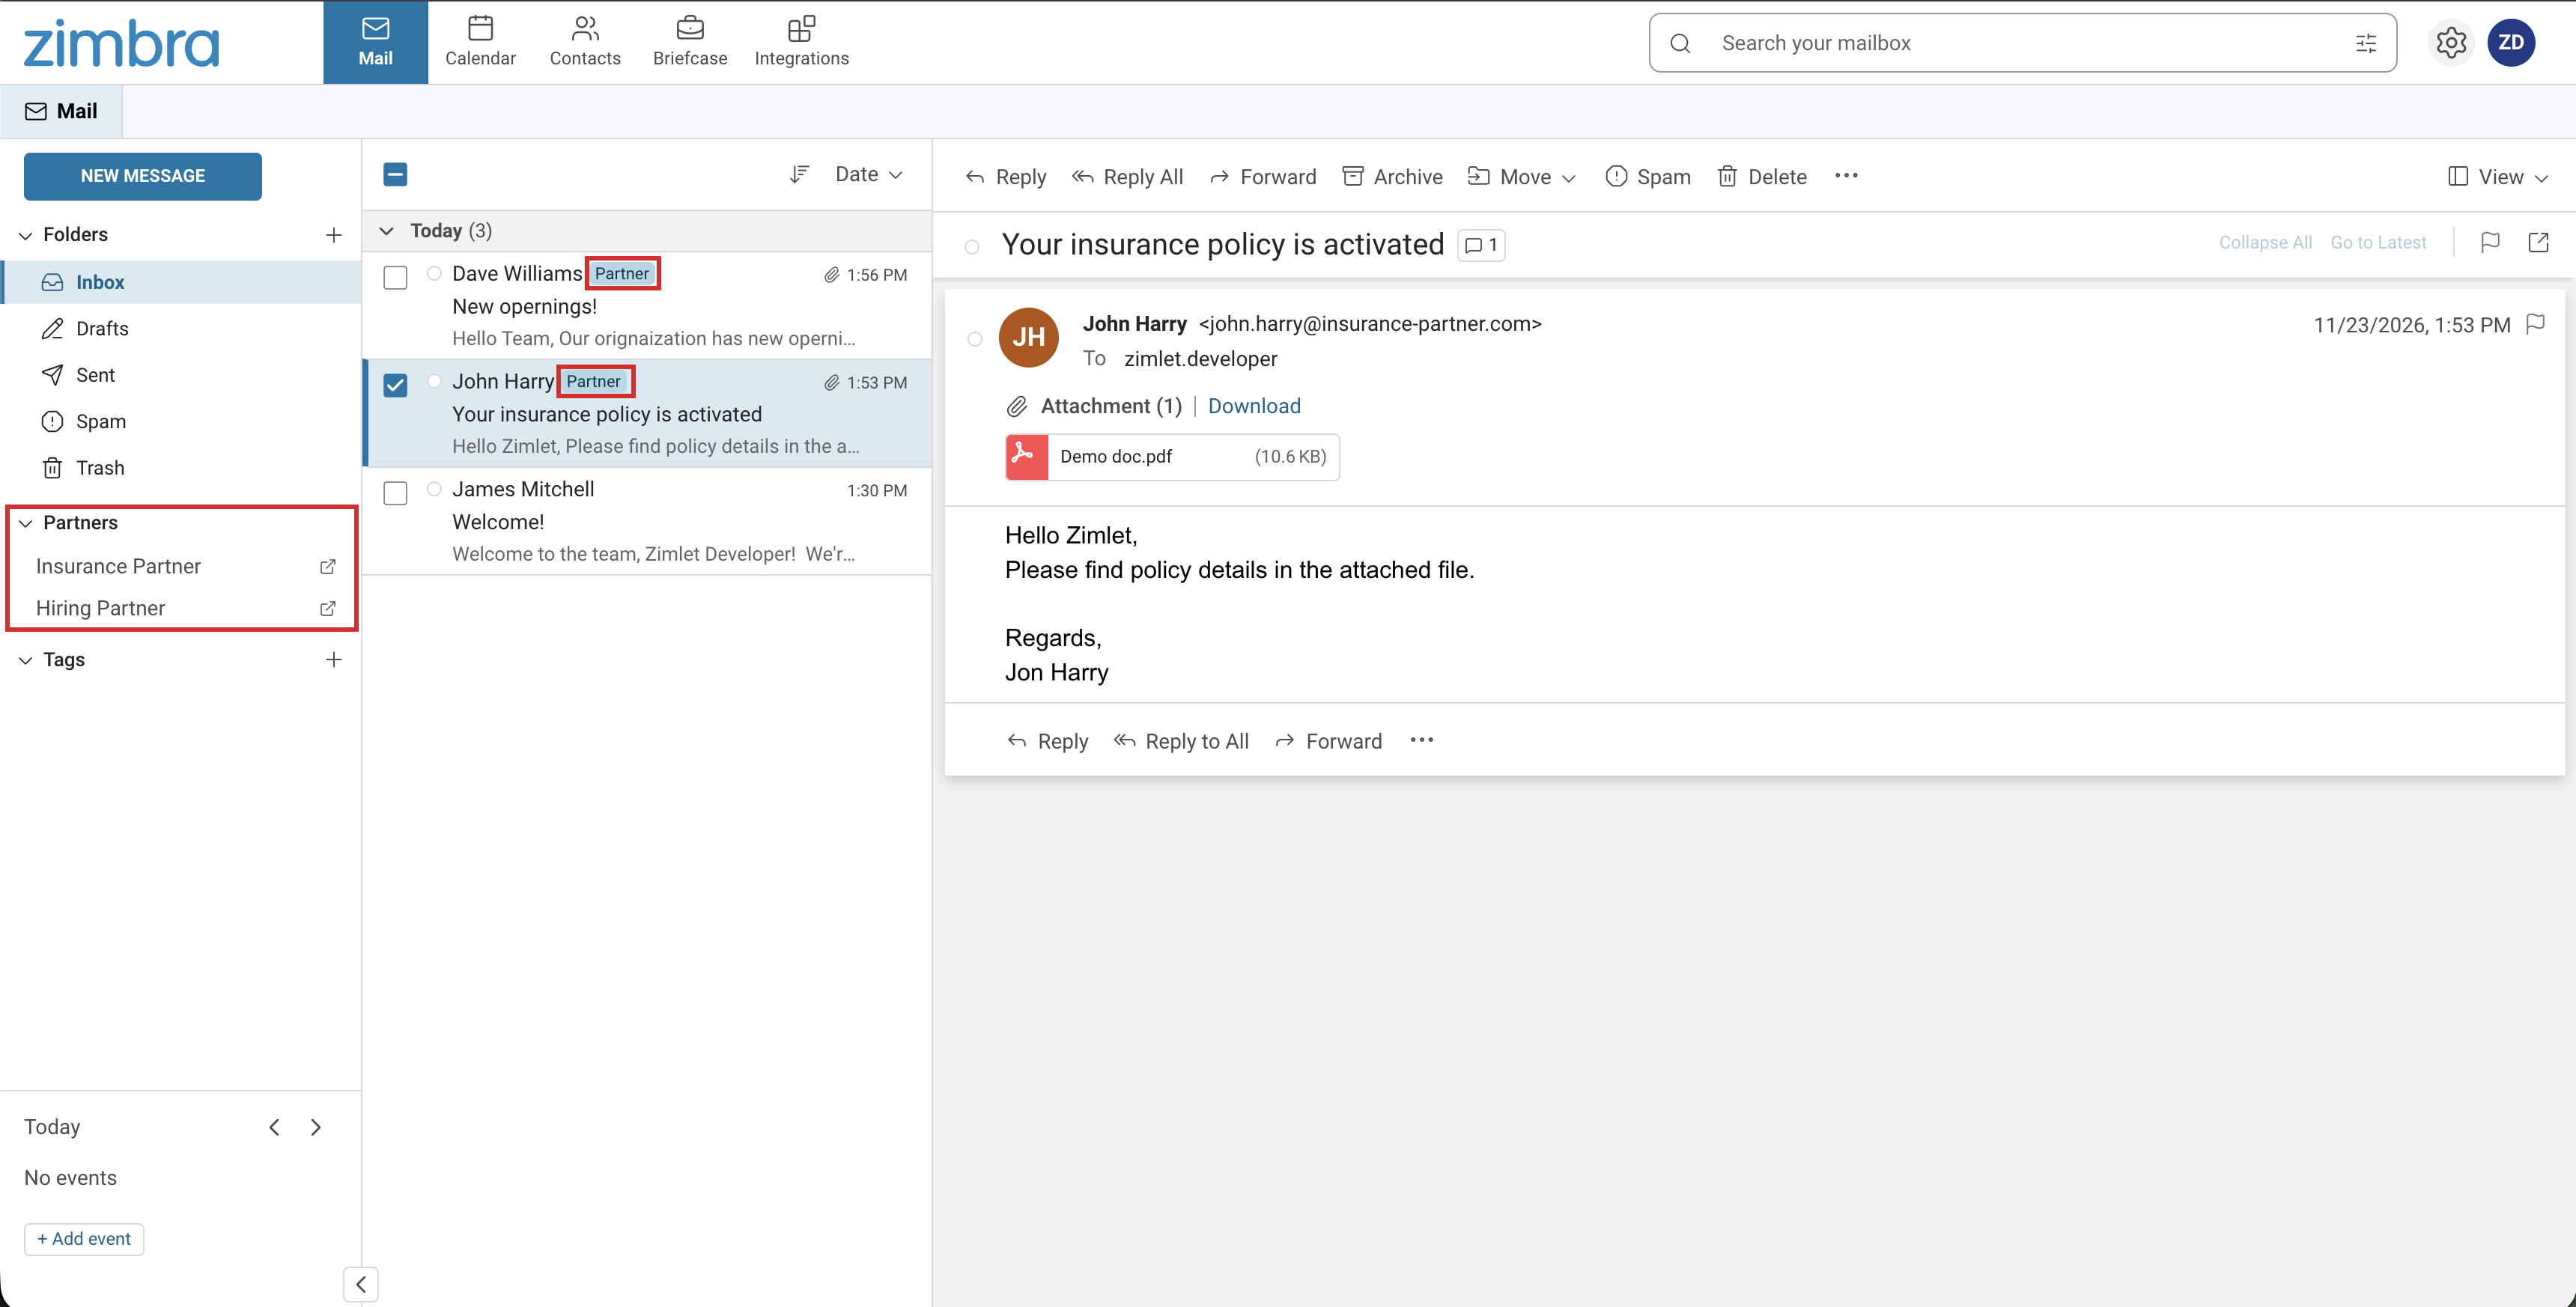 zimbra
Mail
Calendar
Contacts
Briefcase
Integrations
Search your mailbox
ZD
Mail
NEW MESSAGE
Folders
Inbox
Drafts
Sent
Spam
Trash
Partners
Insurance Partner
Hiring Partner
Tags
Today
No events
+ Add event
Date
Today (3)
Dave Williams Partner 1:56 PM
New opernings!
Hello Team, Our orignaization has new operni...
John Harry Partner 1:53 PM
Your insurance policy is activated
Hello Zimlet, Please find policy details in the a...
James Mitchell 1:30 PM
Welcome!
Welcome to the team, Zimlet Developer! We'r...
Reply Reply All Forward Archive Move Spam Delete ••• View
Your insurance policy is activated 1
Collapse All Go to Latest
JH
John Harry <john.harry@insurance-partner.com> 11/23/2026, 1:53 PM
To zimlet.developer
Attachment (1) | Download
Demo doc.pdf (10.6 KB)
Hello Zimlet,
Please find policy details in the attached file.
Regards,
Jon Harry
Reply Reply to All Forward •••